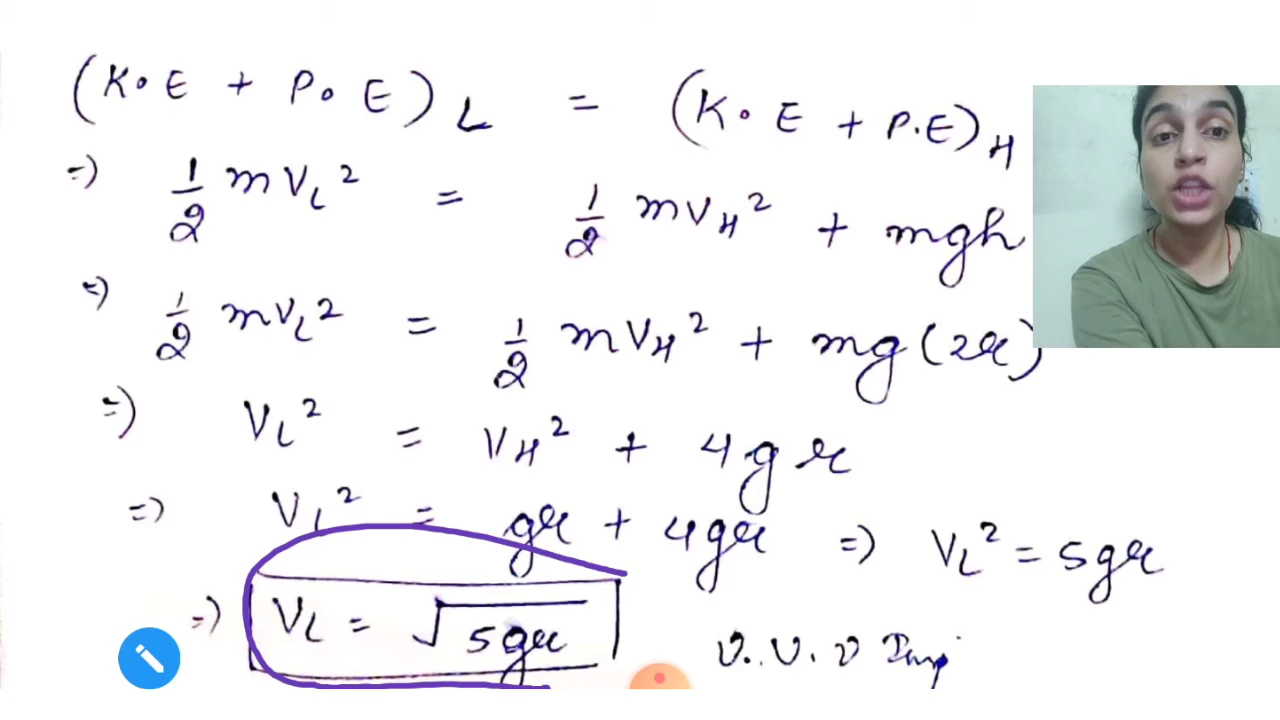 (K.E + P.E)L = (K.E + P.E)H
=) 1/2 mVL² = 1/2 mVH² + mgh
=) 1/2 mVL² = 1/2 mVH² + mg(2r)
=) VL² = VH² + 4gr
=) VL² = gr + 4gr =) VL² = 5gr
=) VL = √5gr V.V.V Imp